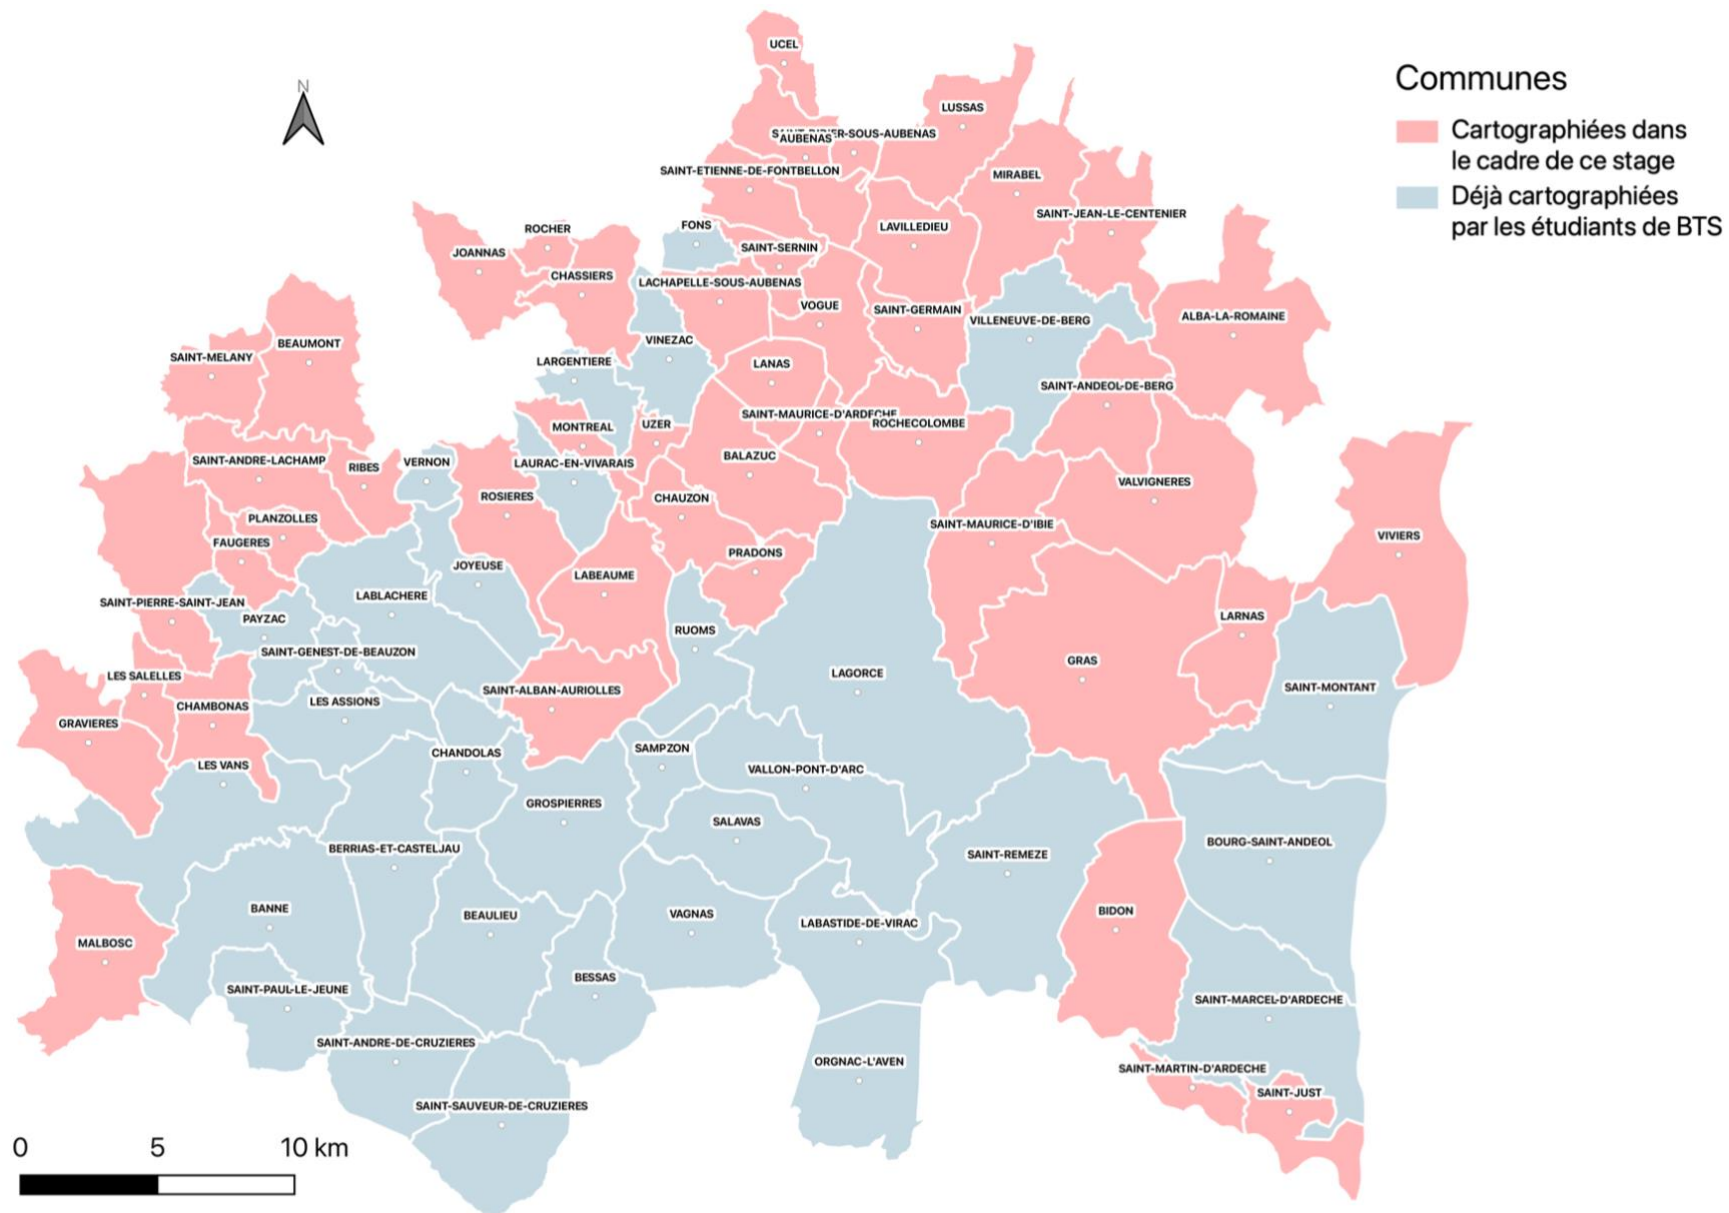 UCEL
Communes
Cartographiées dans
le cadre de ce stage
Déjà cartographiées
par les étudiants de BTS
N
LUSSAS
SAINT-DIDIER-SOUS-AUBENAS
AUBENAS
SAINT-ETIENNE-DE-FONTBELLON
MIRABEL
SAINT-JEAN-LE-CENTENIER
ROCHER
FONS
LAVILLEDIEU
JOANNAS
SAINT-SERNIN
CHASSIERS
LACHAPELLE-SOUS-AUBENAS
VOGUE
SAINT-GERMAIN
VILLENEUVE-DE-BERG
ALBA-LA-ROMAINE
BEAUMONT
SAINT-MELANY
VINEZAC
LARGENTIERE
LANAS
SAINT-ANDEOL-DE-BERG
SAINT-MAURICE-D'ARDECHE
ROCHECOLOMBE
MONTREAL
UZER
SAINT-ANDRE-LACHAMP
RIBES
VERNON
LAURAC-EN-VIVARAIS
BALAZUC
VALVIGNERES
ROSIERES
CHAUZON
PLANZOLLES
SAINT-MAURICE-D'IBIE
VIVIERS
FAUGERES
PRADONS
JOYEUSE
LABEAUME
LABLACHERE
SAINT-PIERRE-SAINT-JEAN
PAYZAC
LARNAS
RUOMS
SAINT-GENEST-DE-BEAUZON
GRAS
LES SALELLES
LAGORCE
SAINT-MONTANT
SAINT-ALBAN-AURIOLLES
CHAMBONAS
LES ASSIONS
GRAVIERES
SAMPZON
CHANDOLAS
LES VANS
VALLON-PONT-D'ARC
GROSPIERRES
SALAVAS
BOURG-SAINT-ANDEOL
BERRIAS-ET-CASTELJAU
SAINT-REMEZE
BANNE
BEAULIEU
VAGNAS
LABASTIDE-DE-VIRAC
BIDON
MALBOSC
BESSAS
SAINT-PAUL-LE-JEUNE
SAINT-MARCEL-D'ARDECHE
SAINT-ANDRE-DE-CRUZIERES
ORGNAC-L'AVEN
SAINT-MARTIN-D'ARDECHE
SAINT-JUST
SAINT-SAUVEUR-DE-CRUZIERES
0 5 10 km